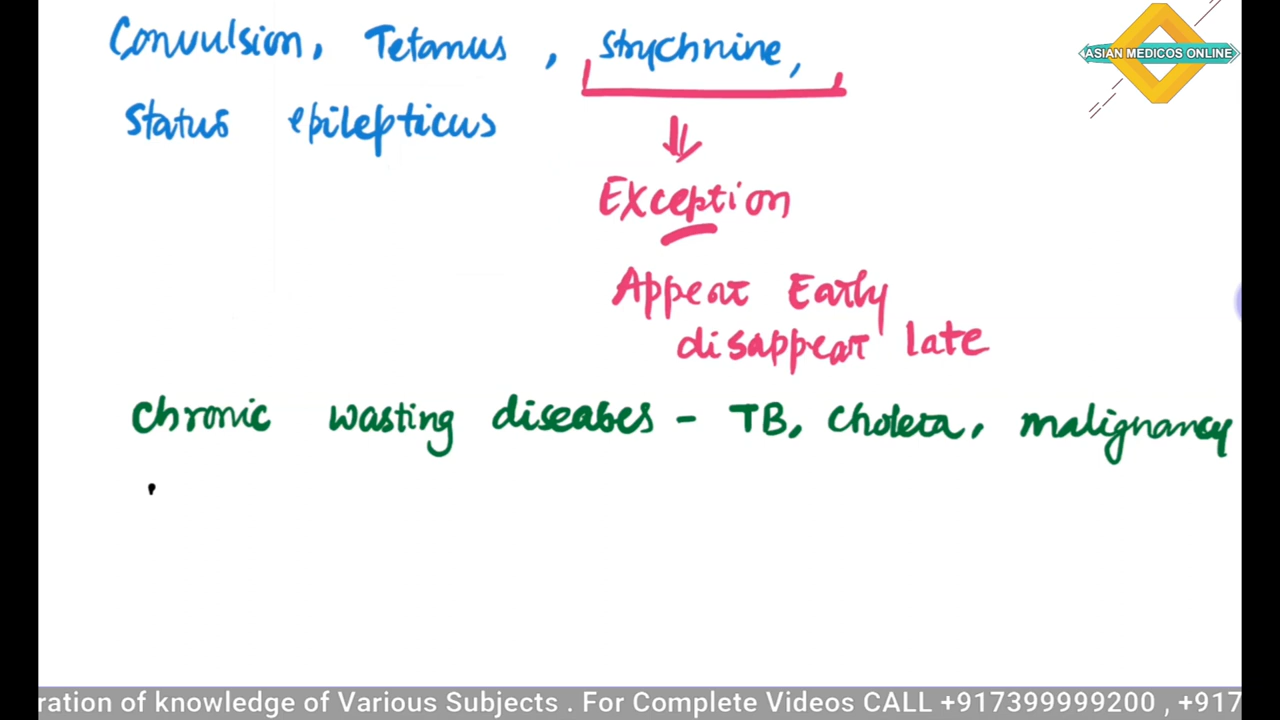 Convulsion, Tetanus, Strychnine,
ASIAN MEDICOS ONLINE
Status epilepticus
Exception
Appear Early
disappear late
Chronic wasting diseases - TB, Cholera, malignancy
ration of knowledge of Various Subjects . For Complete Videos CALL +917399999200 , +917